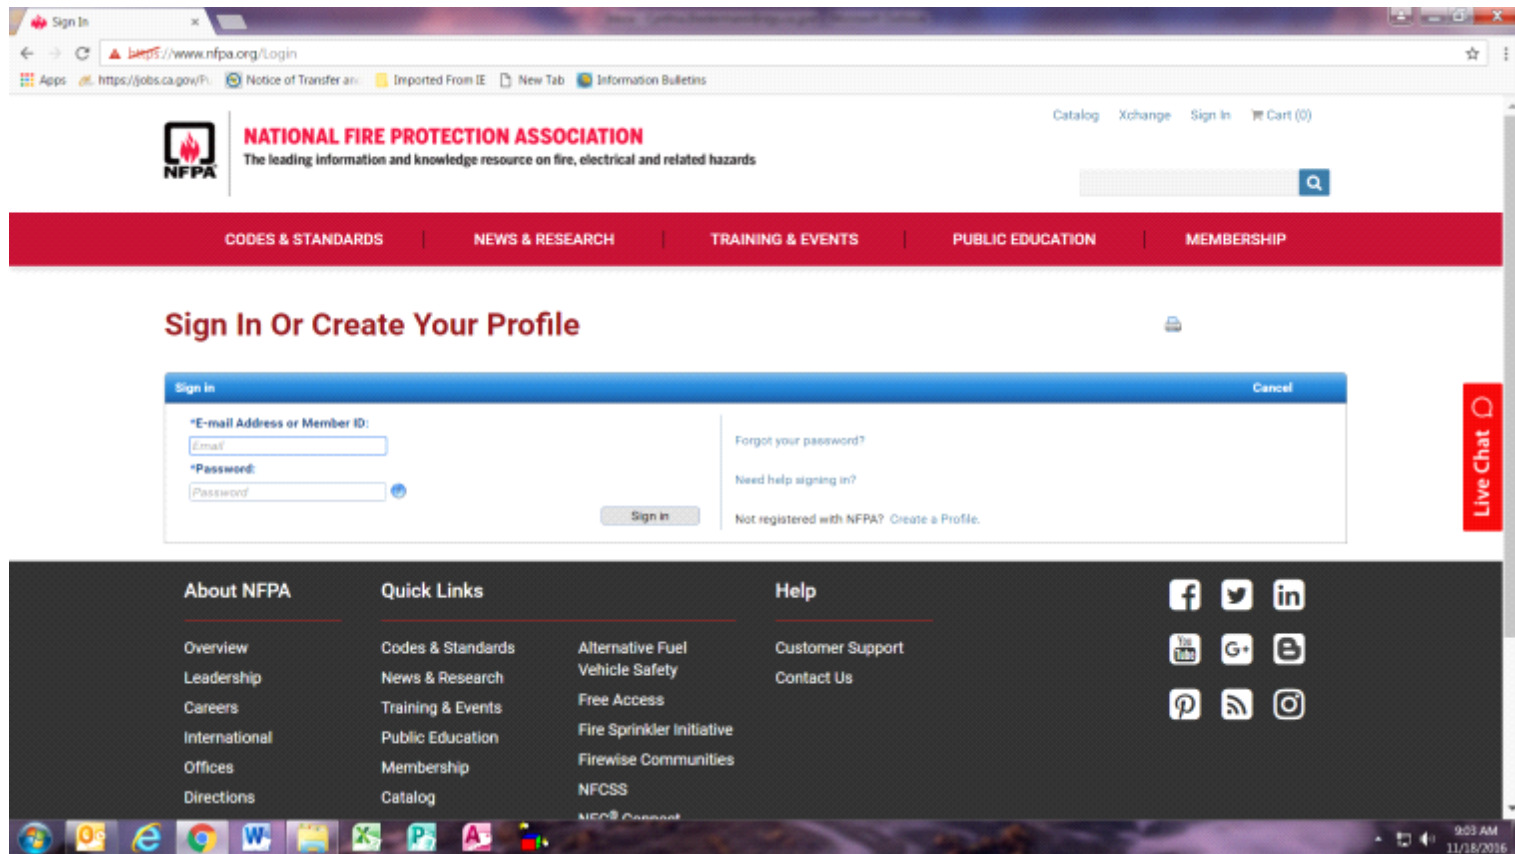 Sign In
https://www.nfpa.org/Login
Apps https://jobs.ca.gov/Pu Notice of Transfer an Imported From IE New Tab Information Bulletins
Catalog Xchange Sign In Cart (0)
NFPA
NATIONAL FIRE PROTECTION ASSOCIATION
The leading information and knowledge resource on fire, electrical and related hazards
CODES & STANDARDS NEWS & RESEARCH TRAINING & EVENTS PUBLIC EDUCATION MEMBERSHIP
Sign In Or Create Your Profile
Sign in Cancel
*E-mail Address or Member ID:
Email
*Password:
Password
Sign in
Forgot your password?
Need help signing in?
Not registered with NFPA? Create a Profile.
Live Chat
About NFPA
Overview
Leadership
Careers
International
Offices
Directions
Quick Links
Codes & Standards
News & Research
Training & Events
Public Education
Membership
Catalog
Alternative Fuel
Vehicle Safety
Free Access
Fire Sprinkler Initiative
Firewise Communities
NFCSS
NEC® Connect
Help
Customer Support
Contact Us
You
Tube
9:03 AM
11/18/2016